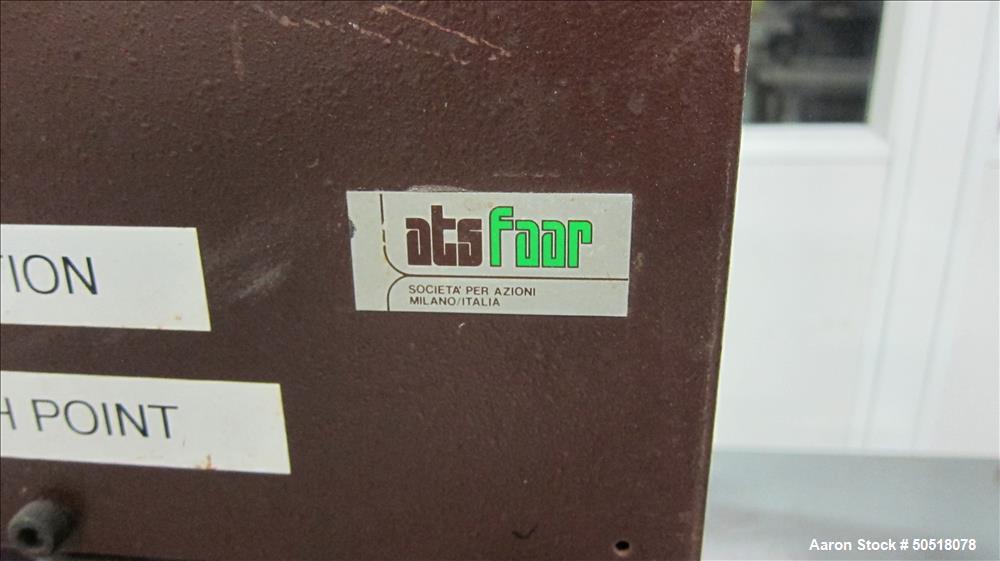 atsfaar
SOCIETA' PER AZIONI
MILANO/ITALIA
TION
H POINT
Aaron Stock # 50518078